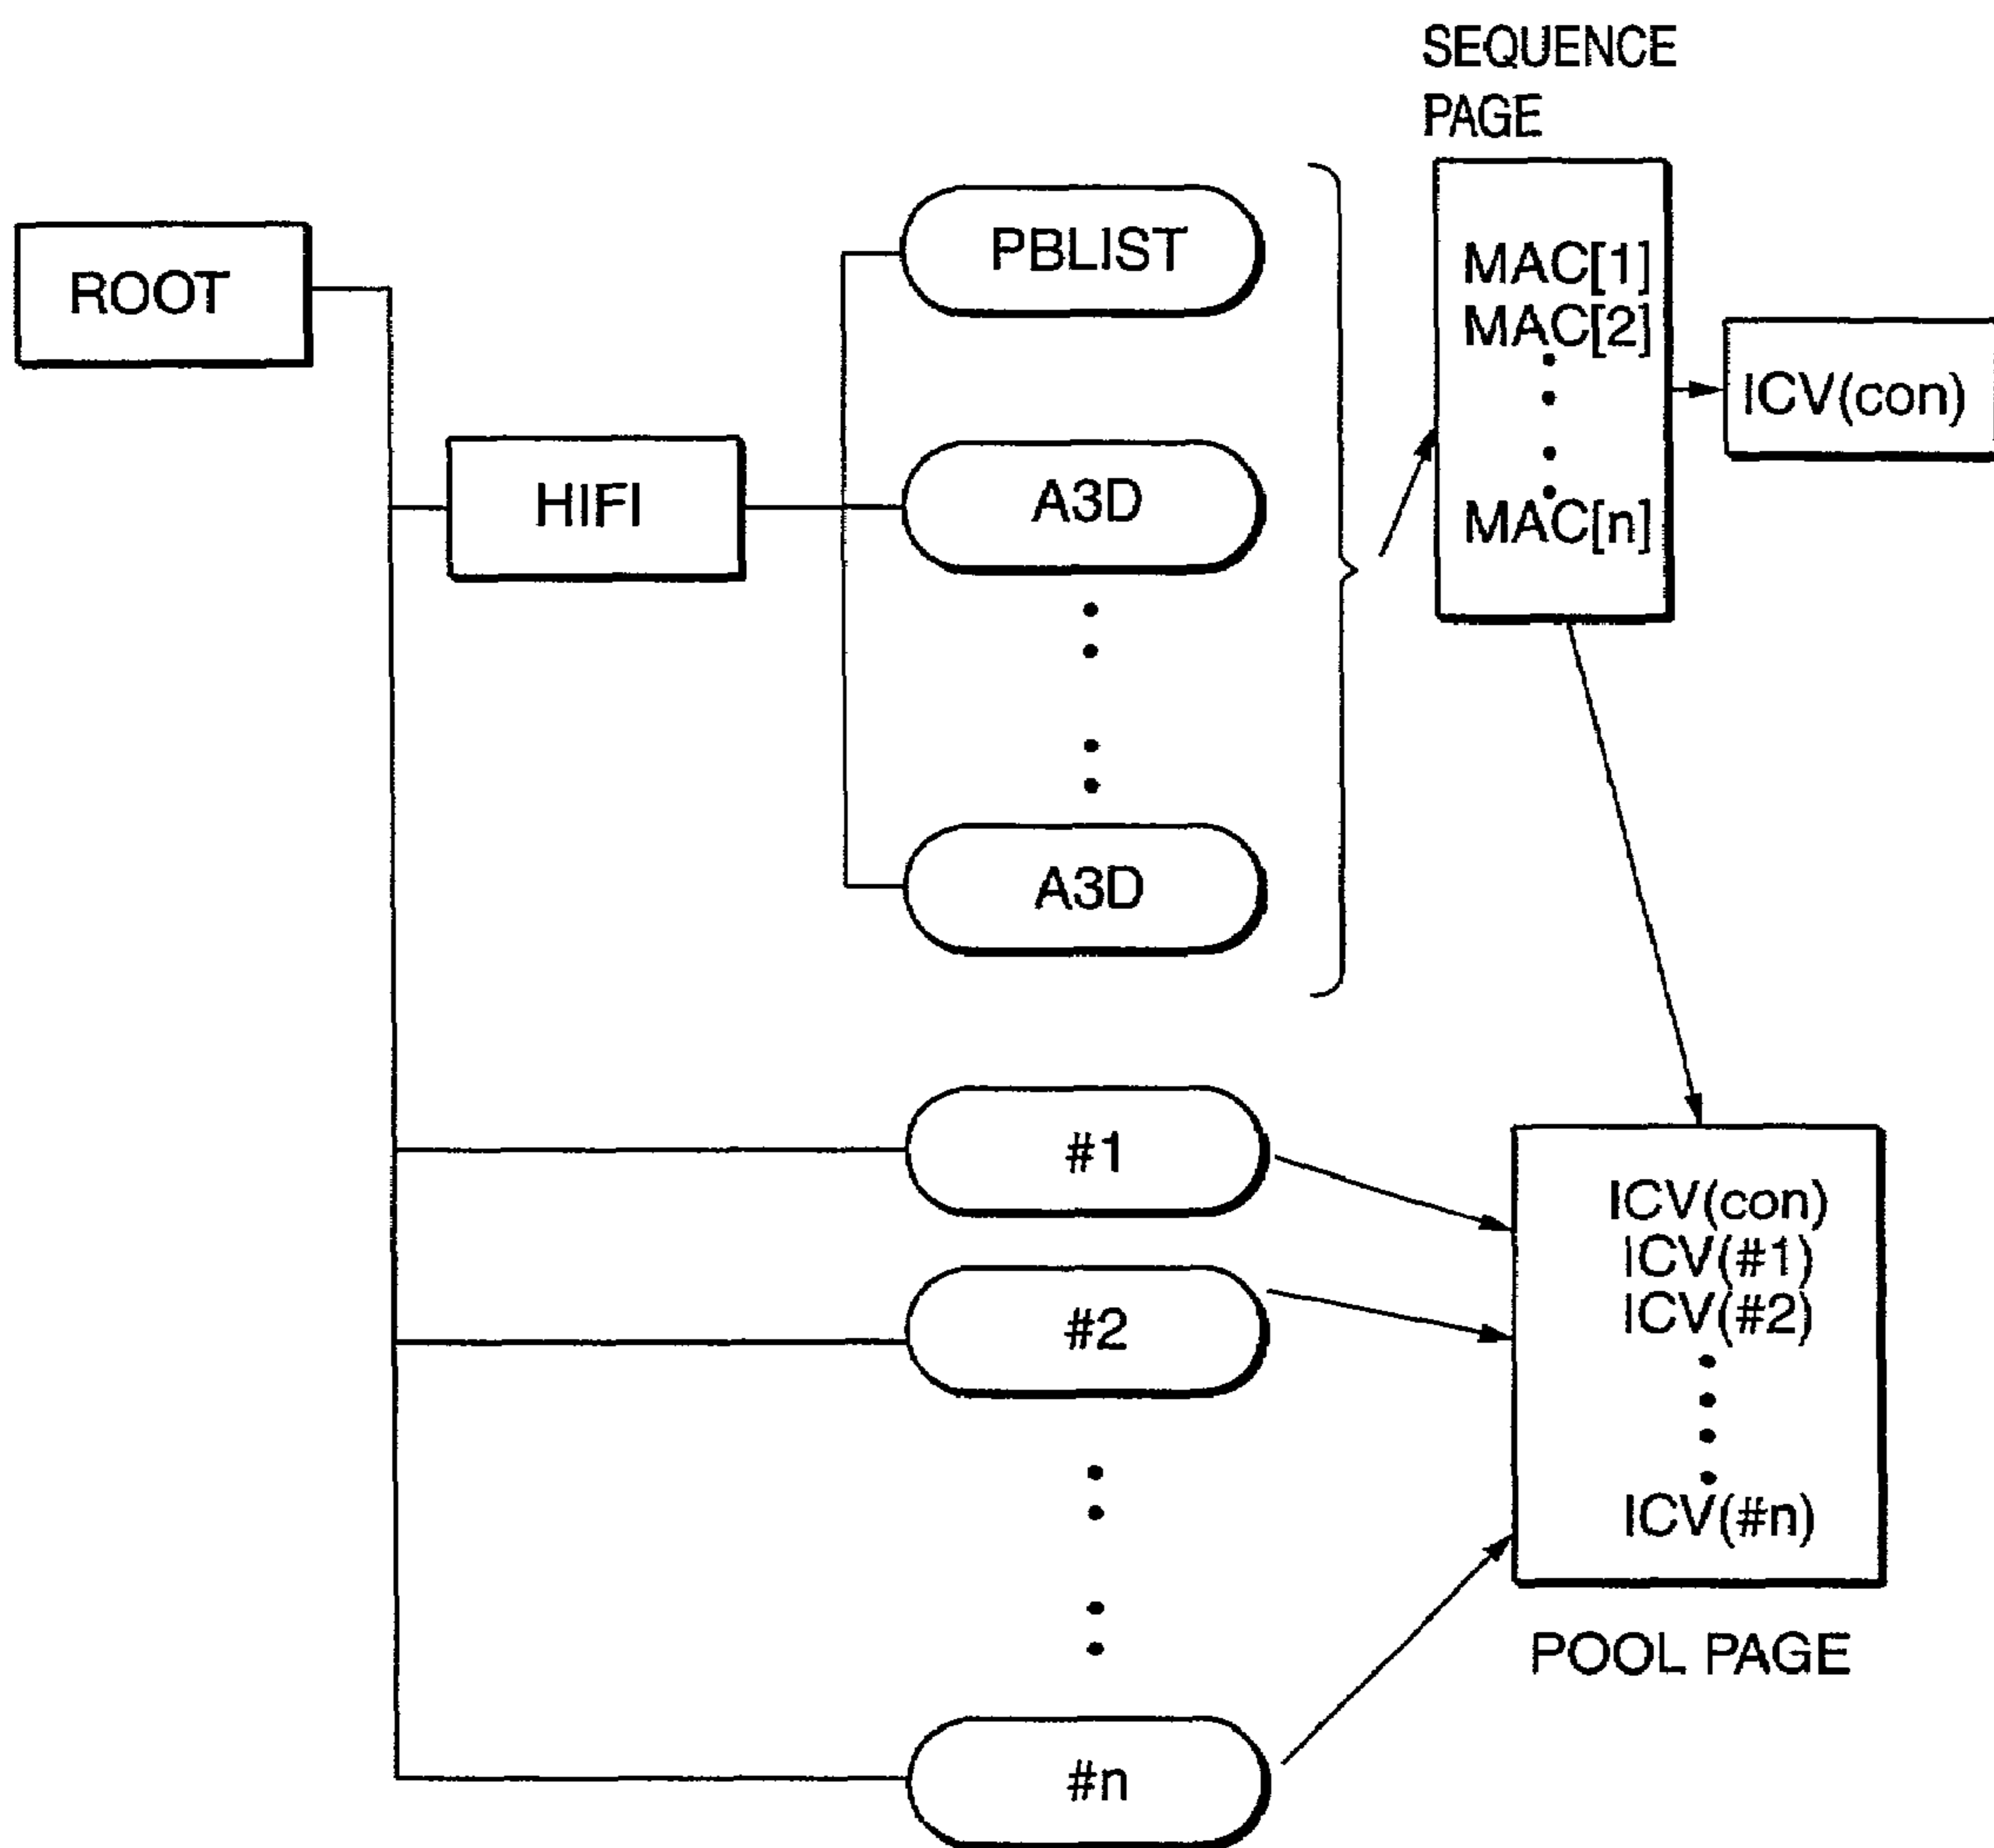 SEQUENCE
PAGE
ROOT
PBLIST
MAC[1]
MAC[2]
MAC[n]
ICV(con)
HIFI
A3D
A3D
#1
#2
#n
ICV(con)
ICV(#1)
ICV(#2)
ICV(#n)
POOL PAGE